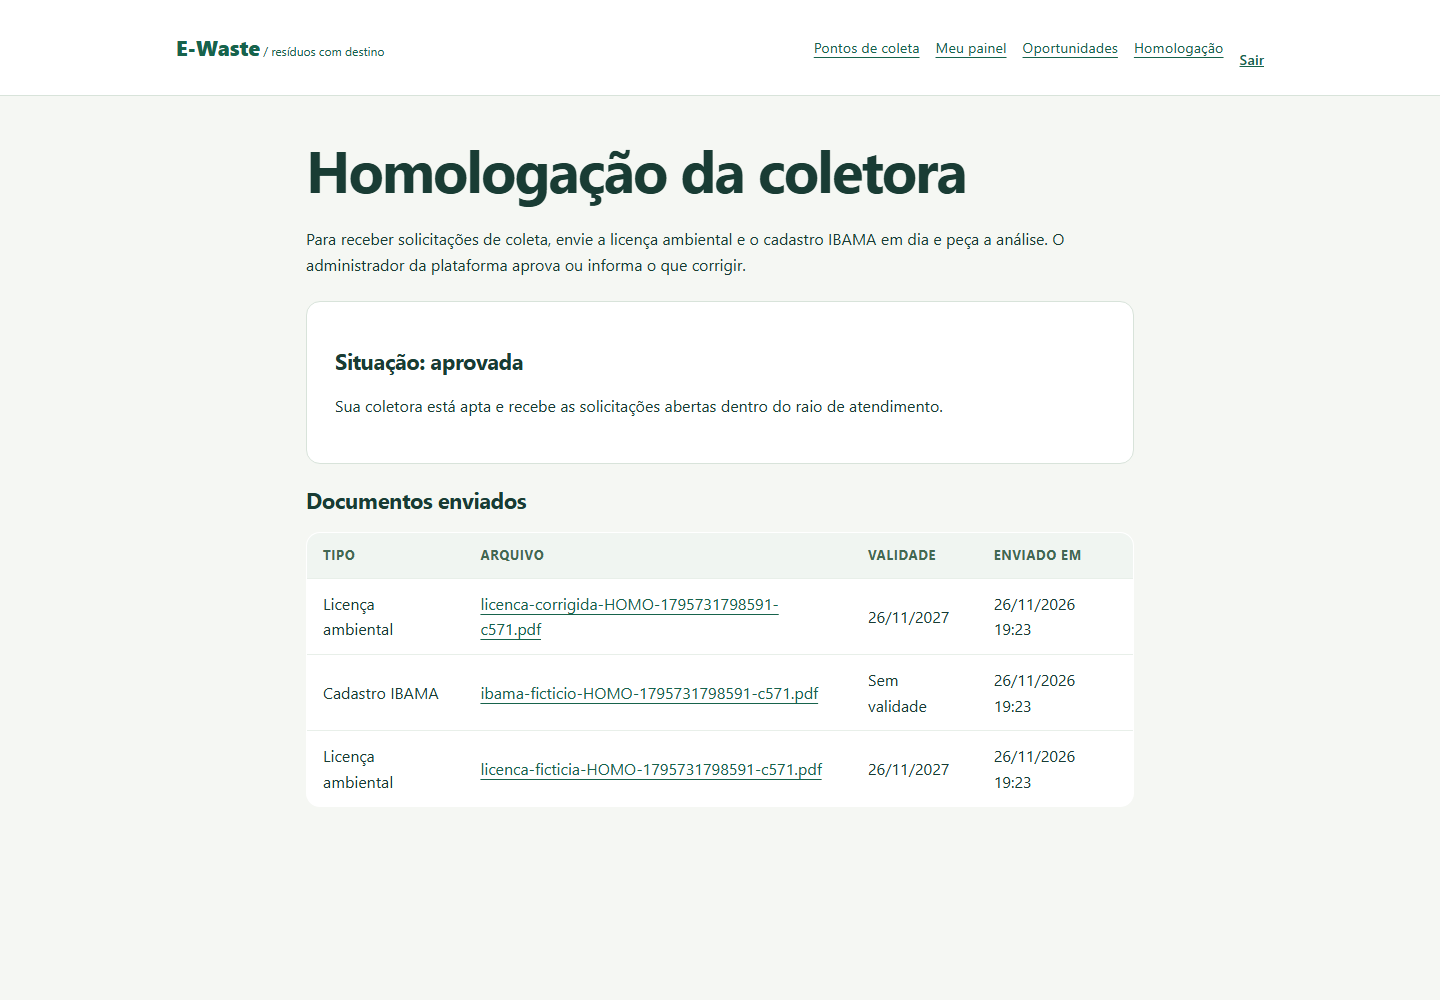 E-Waste / resíduos com destino
Pontos de coleta Meu painel Oportunidades Homologação Sair
Homologação da coletora
Para receber solicitações de coleta, envie a licença ambiental e o cadastro IBAMA em dia e peça a análise. O
administrador da plataforma aprova ou informa o que corrigir.
Situação: aprovada
Sua coletora está apta e recebe as solicitações abertas dentro do raio de atendimento.
Documentos enviados
TIPO ARQUIVO VALIDADE ENVIADO EM
Licença ambiental
licenca-corrigida-HOMO-1795731798591-
c571.pdf
26/11/2027
26/11/2026
19:23
Cadastro IBAMA
ibama-ficticio-HOMO-1795731798591-c571.pdf
Sem
validade
26/11/2026
19:23
Licença
ambiental
licenca-ficticia-HOMO-1795731798591-c571.pdf
26/11/2027
26/11/2026
19:23